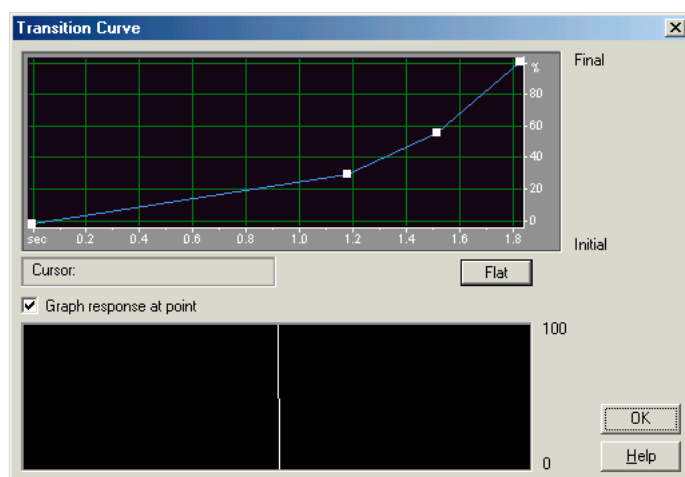 Transition Curve
Final
%
80
60
40
20
0
sec 0.2 0.4 0.6 0.8 1.0 1.2 1.4 1.6 1.8
Initial
Cursor:
Flat
Graph response at point
100
OK
0
Help